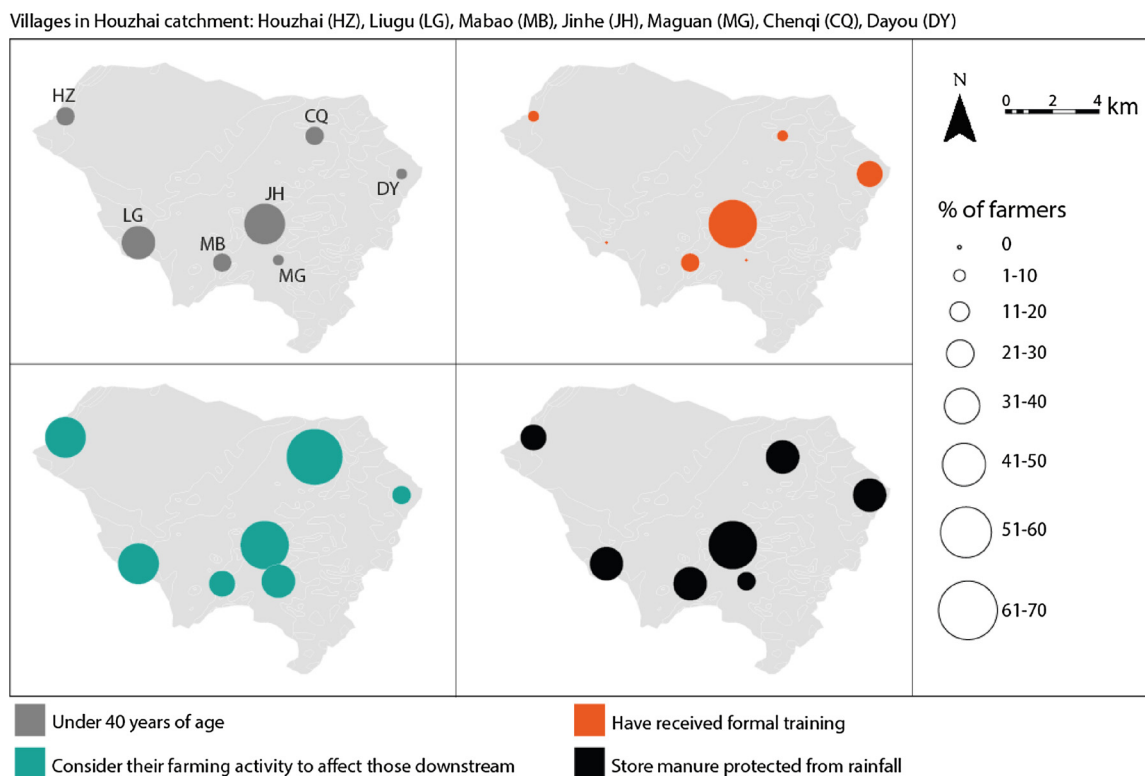 Villages in Houzhai catchment: Houzhai (HZ), Liugu (LG), Mabao (MB), Jinhe (JH), Maguan (MG), Chenqi (CQ), Dayou (DY)
HZ
CQ
DY
JH
LG
MB
MG
N
0 2 4 km
% of farmers
0
1-10
11-20
21-30
31-40
41-50
51-60
61-70
Under 40 years of age
Have received formal training
Consider their farming activity to affect those downstream
Store manure protected from rainfall